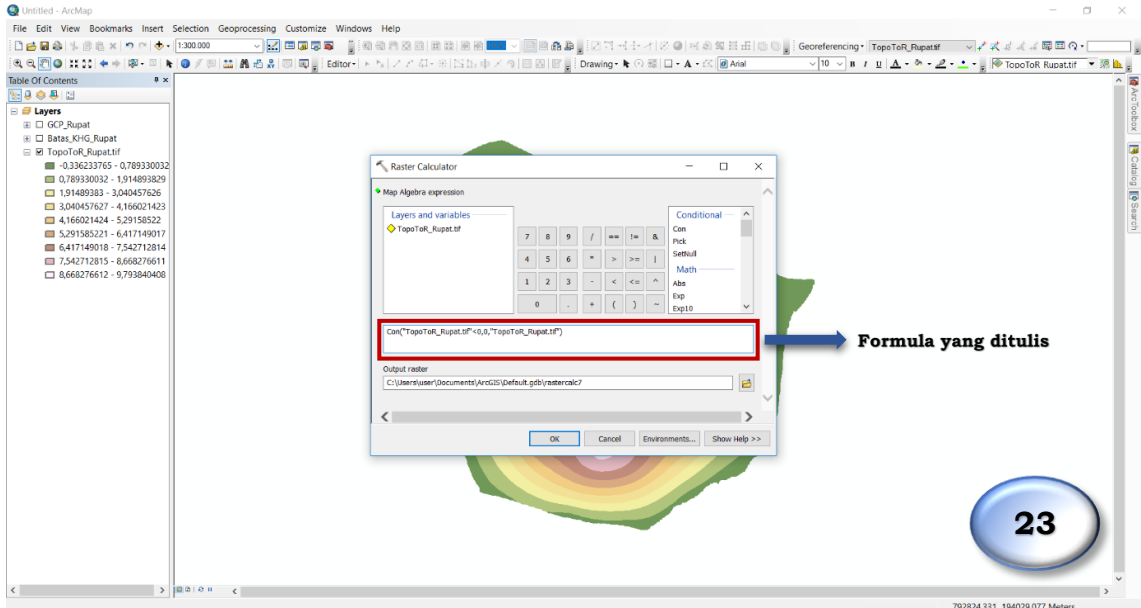 Untitled - ArcMap
File Edit View Bookmarks Insert Selection Geoprocessing Customize Windows Help
1:300.000
Georeferencing
TopoToR_Rupat.tif
Editor
Drawing
A
Arial
10
B I U A
TopoToR_Rupat.tif
Table Of Contents
Layers
GCP_Rupat
Batas_KHG_Rupat
TopoToR_Rupat.tif
-0,336233765 - 0,789330032
0,789330032 - 1,914893829
1,91489383 - 3,040457626
3,040457627 - 4,166021423
4,166021424 - 5,29158522
5,291585221 - 6,417149017
6,417149018 - 7,542712814
7,542712815 - 8,668276611
8,668276612 - 9,793840408
Raster Calculator
Map Algebra expression
Layers and variables
TopoToR_Rupat.tif
7 8 9 / == != &
4 5 6 * > >= |
1 2 3 - < <= ^
0 . + ( ) ~
Conditional
Con
Pick
SetNull
Math
Abs
Exp
Exp10
Con("TopoToR_Rupat.tif"<0,0,"TopoToR_Rupat.tif")
Output raster
C:\Users\user\Documents\ArcGIS\Default.gdb\rastercalc7
OK Cancel Environments... Show Help >>
Formula yang ditulis
23
ArcToolbox
Catalog
Search
792824,331 194029,077 Meters